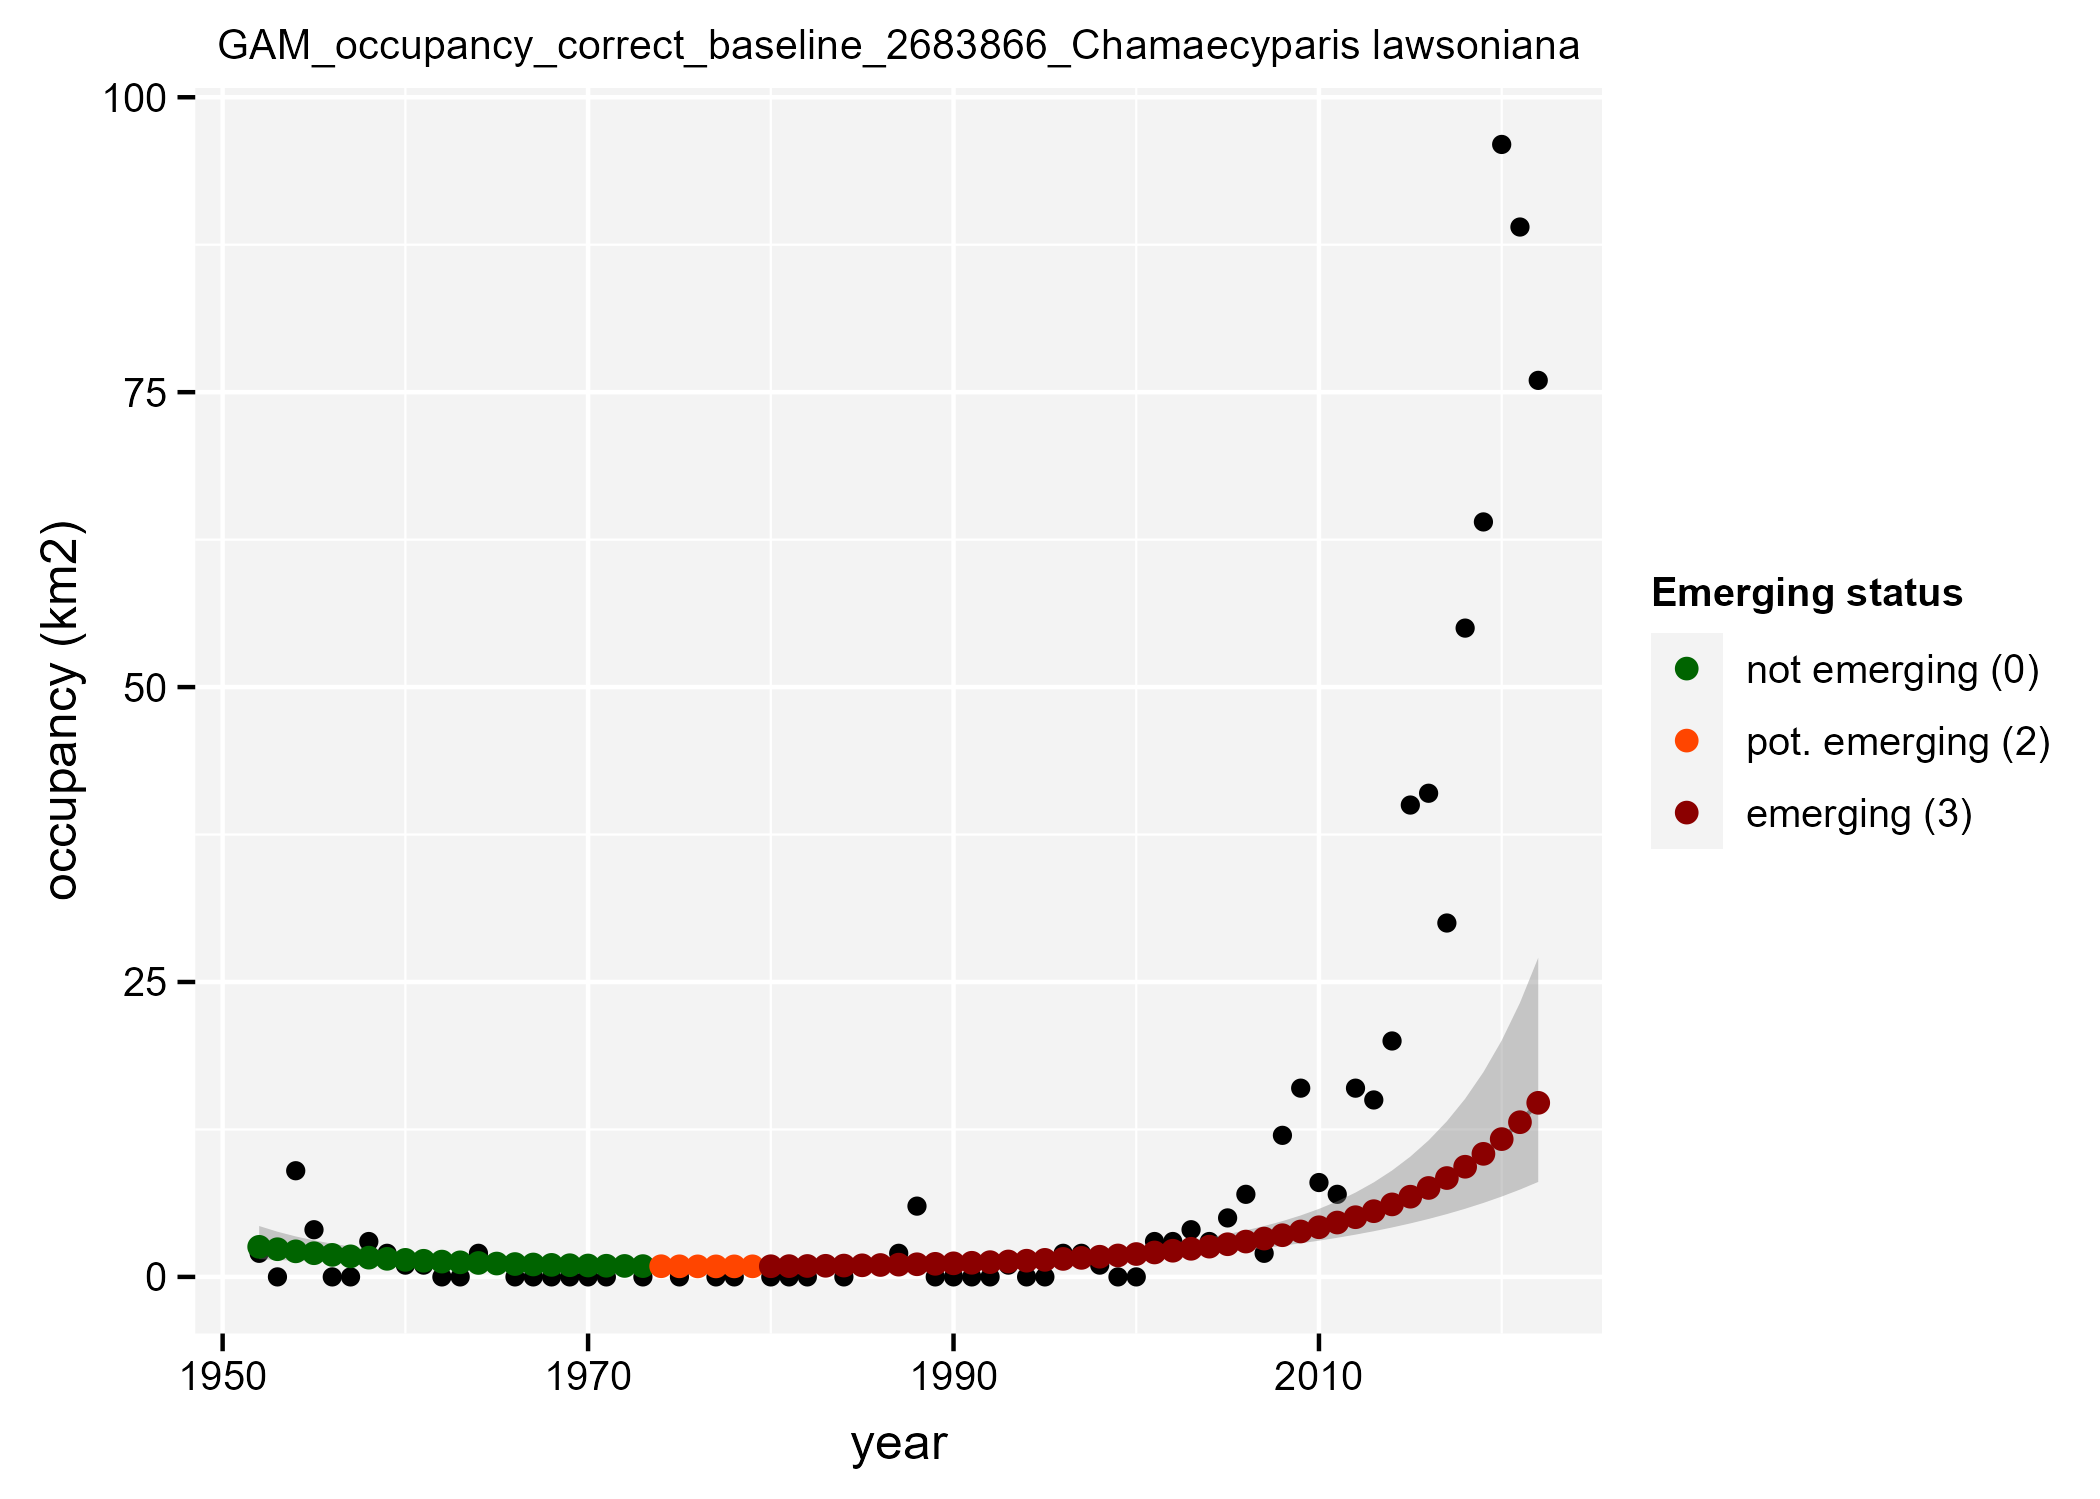 GAM_occupancy_correct_baseline_2683866_Chamaecyparis lawsoniana
100
75
50
25
0
occupancy (km2)
1950
1970
1990
2010
year
Emerging status
not emerging (0)
pot. emerging (2)
emerging (3)